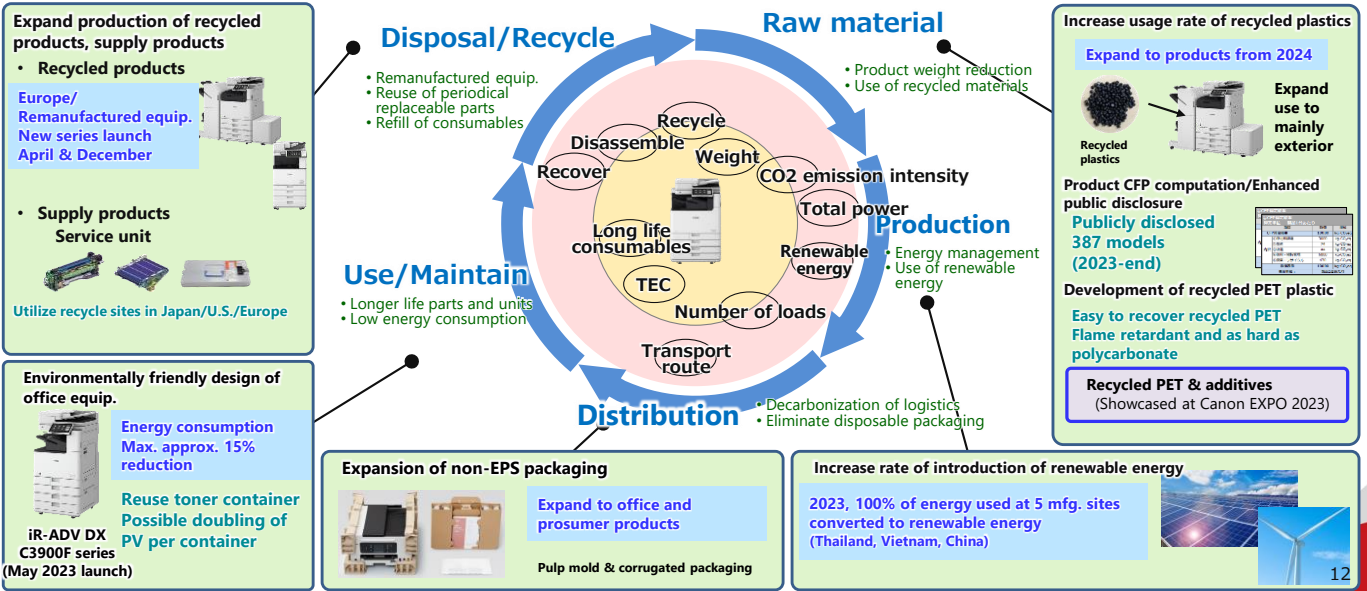 Expand production of recycled
products, supply products
• Recycled products
Europe/
Remanufactured equip.
New series launch
April & December
• Supply products
Service unit
Utilize recycle sites in Japan/U.S./Europe
Environmentally friendly design of
office equip.
Energy consumption
Max. approx. 15%
reduction
Reuse toner container
Possible doubling of
PV per container
iR-ADV DX
C3900F series
(May 2023 launch)
Disposal/Recycle
• Remanufactured equip.
• Reuse of periodical
replaceable parts
• Refill of consumables
Raw material
• Product weight reduction
• Use of recycled materials
Recycle
Disassemble
Weight
Recover
CO2 emission intensity
Total power
Production
• Energy management
• Use of renewable
energy
Long life
consumables
Renewable
energy
Use/Maintain
• Longer life parts and units
• Low energy consumption
TEC
Number of loads
Transport
route
Distribution
• Decarbonization of logistics
• Eliminate disposable packaging
Expansion of non-EPS packaging
Expand to office and
prosumer products
Pulp mold & corrugated packaging
Increase usage rate of recycled plastics
Expand to products from 2024
Expand
use to
mainly
exterior
Recycled
plastics
Product CFP computation/Enhanced
public disclosure
Publicly disclosed
387 models
(2023-end)
Development of recycled PET plastic
Easy to recover recycled PET
Flame retardant and as hard as
polycarbonate
Recycled PET & additives
(Showcased at Canon EXPO 2023)
Increase rate of introduction of renewable energy
2023, 100% of energy used at 5 mfg. sites
converted to renewable energy
(Thailand, Vietnam, China)
12